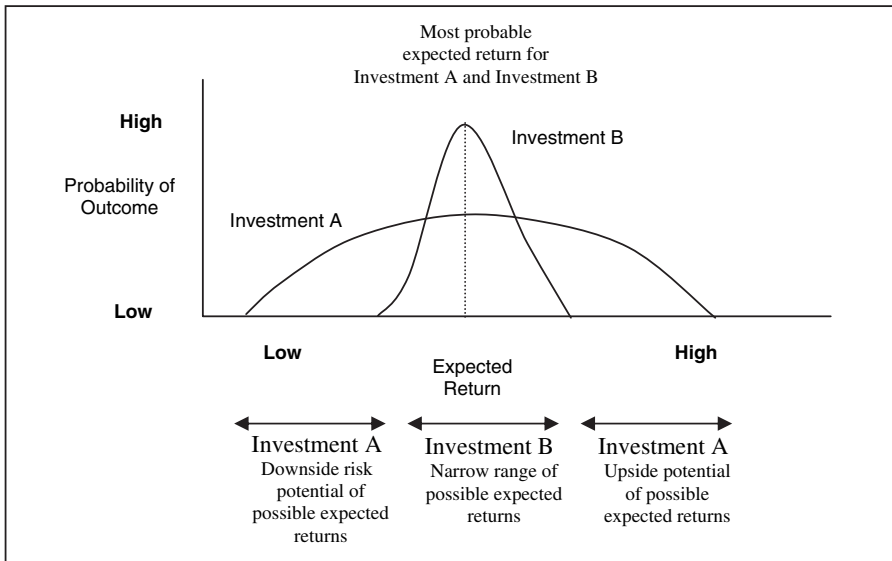 Most probable
expected return for
Investment A and Investment B
High
Investment B
Probability of
Outcome
Investment A
Low
Low
High
Expected
Return
Investment A
Downside risk
potential of
possible expected
returns
Investment B
Narrow range of
possible expected
returns
Investment A
Upside potential
of possible
expected returns